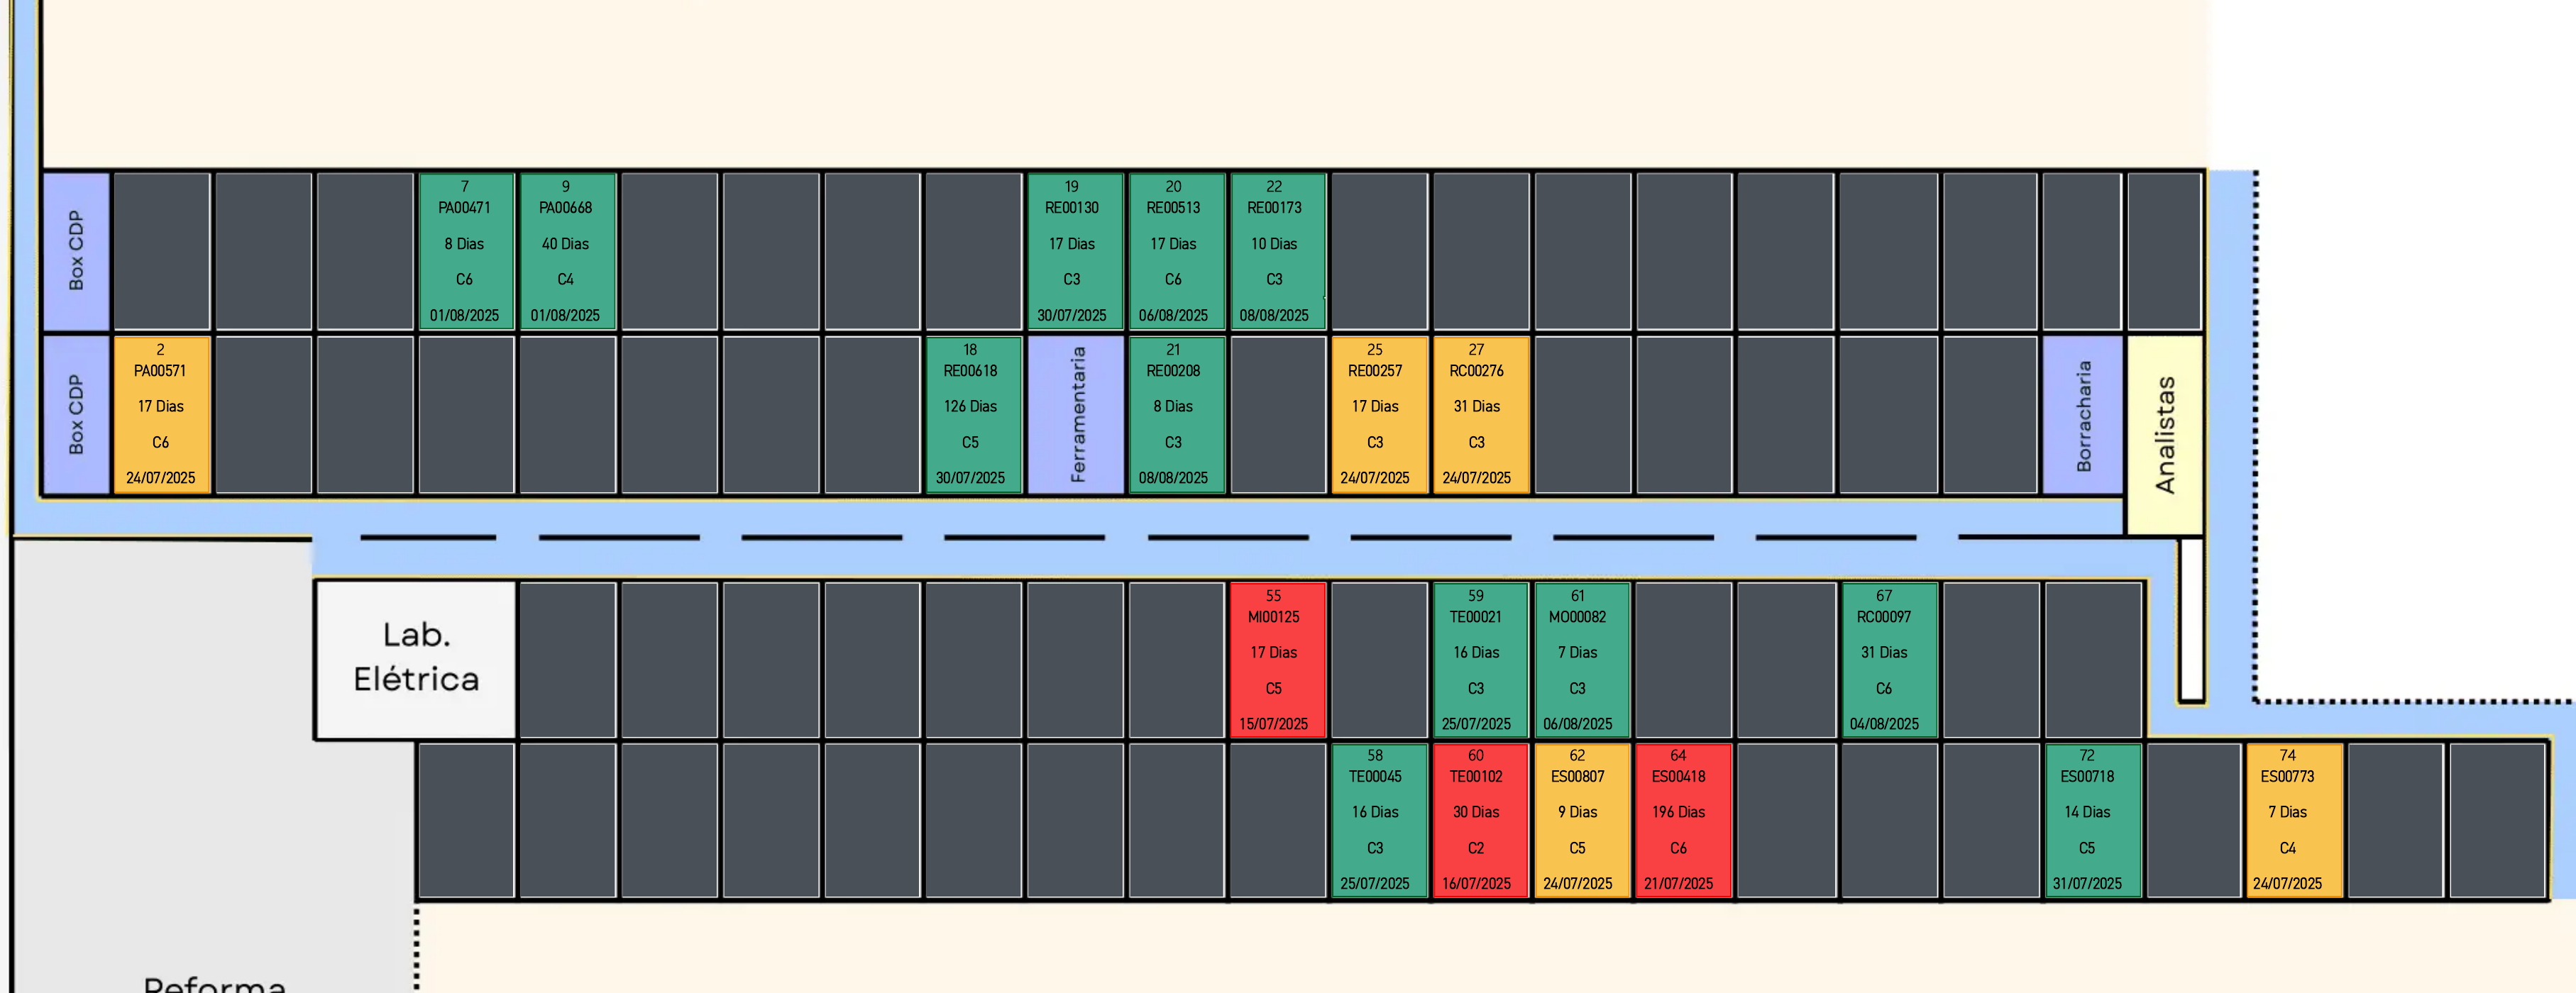 Box CDP
7
PA00471
8 Dias
C6
01/08/2025
9
PA00668
40 Dias
C4
01/08/2025
19
RE00130
17 Dias
C3
30/07/2025
20
RE00513
17 Dias
C6
06/08/2025
22
RE00173
10 Dias
C3
08/08/2025
Box CDP
2
PA00571
17 Dias
C6
24/07/2025
18
RE00618
126 Dias
C5
30/07/2025
Ferramentaria
21
RE00208
8 Dias
C3
08/08/2025
25
RE00257
17 Dias
C3
24/07/2025
27
RC00276
31 Dias
C3
24/07/2025
Borracharia
Analistas
Lab.
Elétrica
55
MI00125
17 Dias
C5
15/07/2025
59
TE00021
16 Dias
C3
25/07/2025
61
MO00082
7 Dias
C3
06/08/2025
67
RC00097
31 Dias
C6
04/08/2025
58
TE00045
16 Dias
C3
25/07/2025
60
TE00102
30 Dias
C2
16/07/2025
62
ES00807
9 Dias
C5
24/07/2025
64
ES00418
196 Dias
C6
21/07/2025
72
ES00718
14 Dias
C5
31/07/2025
74
ES00773
7 Dias
C4
24/07/2025
Reforma